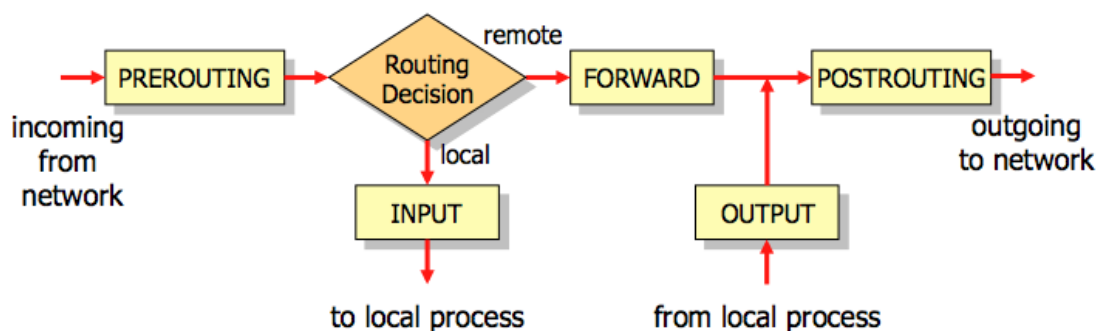 remote
PREROUTING
Routing
Decision
FORWARD
POSTROUTING
incoming
from
network
local
outgoing
to network
INPUT
OUTPUT
to local process
from local process